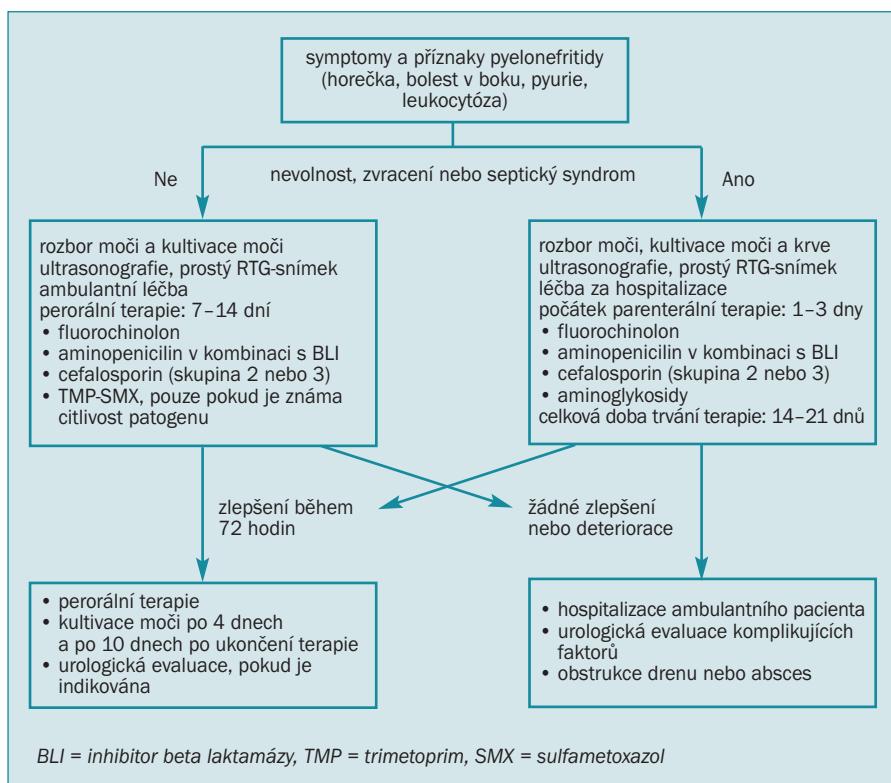 symptomy a příznaky pyelonefritidy
(horečka, bolest v boku, pyurie,
leukocytóza)
Ne
nevolnost, zvracení nebo septický syndrom
Ano
rozbor moči a kultivace moči
ultrasonografie, prostý RTG-snímek
ambulantní léčba
perorální terapie: 7–14 dní
• fluorochinolon
• aminopenicilin v kombinaci s BLI
• cefalosporin (skupina 2 nebo 3)
• TMP-SMX, pouze pokud je známa
citlivost patogenu
rozbor moči, kultivace moči a krve
ultrasonografie, prostý RTG-snímek
léčba za hospitalizace
počátek parenterální terapie: 1–3 dny
• fluorochinolon
• aminopenicilin v kombinaci s BLI
• cefalosporin (skupina 2 nebo 3)
• aminoglykosidy
celková doba trvání terapie: 14–21 dnů
zlepšení během
72 hodin
žádné zlepšení
nebo deteriorace
• perorální terapie
• kultivace moči po 4 dnech
a po 10 dnech po ukončení terapie
• urologická evaluace, pokud je
indikována
• hospitalizace ambulantního pacienta
• urologická evaluace komplikujících
faktorů
• obstrukce drenu nebo absces
BLI = inhibitor beta laktamázy, TMP = trimetoprim, SMX = sulfametoxazol